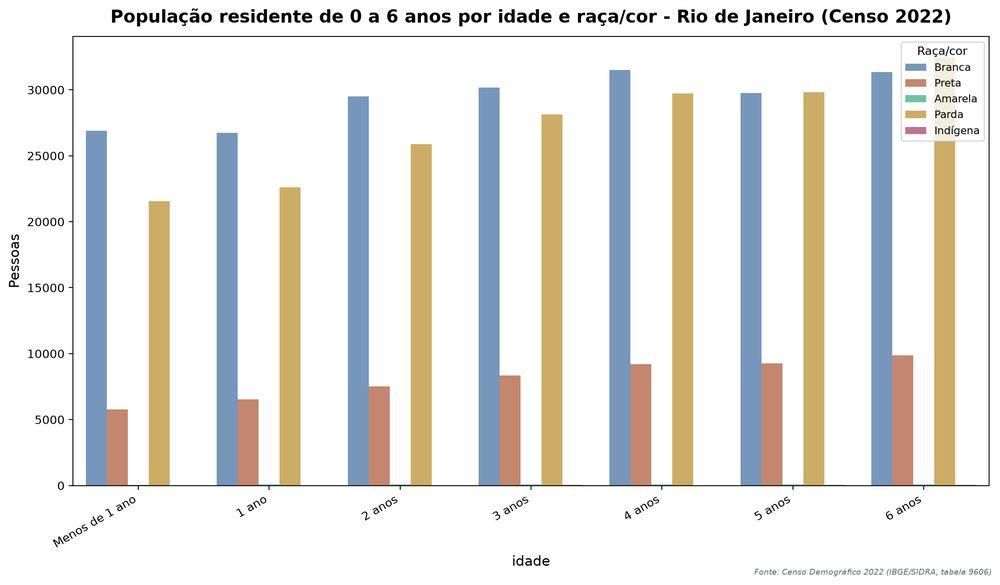 População residente de 0 a 6 anos por idade e raça/cor - Rio de Janeiro (Censo 2022)
Raça/cor
Branca
Preta
Amarela
Parda
Indígena
Pessoas
30000
25000
20000
15000
10000
5000
0
Menos de 1 ano
1 ano
2 anos
3 anos
4 anos
5 anos
6 anos
idade
Fonte: Censo Demográfico 2022 (IBGE/SIDRA, tabela 9606)